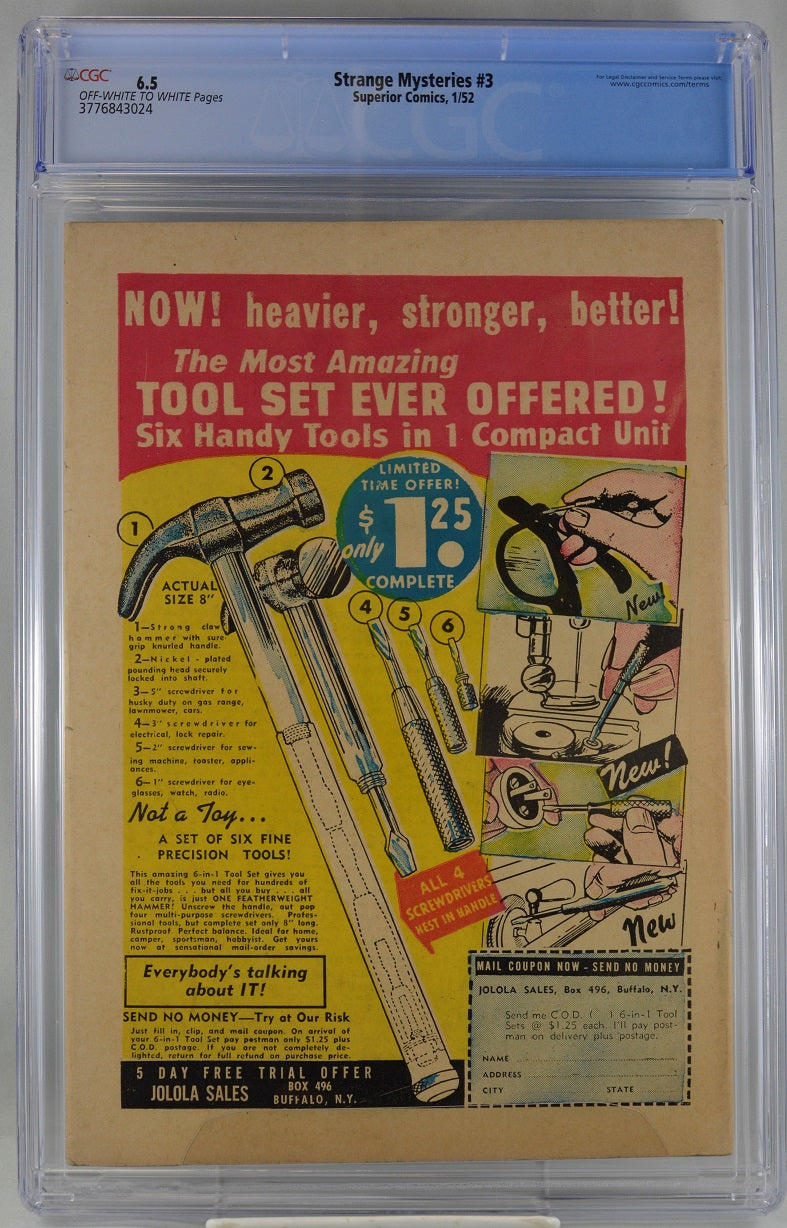 CGC 6.5
OFF-WHITE TO WHITE Pages
3776843024
Strange Mysteries #3
Superior Comics, 1/52
For Legal Disclaimer and Service Terms please visit:
www.cgccomics.com/terms
CGC
NOW! heavier, stronger, better!
The Most Amazing
TOOL SET EVER OFFERED!
Six Handy Tools in 1 Compact Unit
1
2
LIMITED
TIME OFFER!
$ only 1.25
COMPLETE
4
5
6
ACTUAL
SIZE 8"
1—Strong claw
hammer with sure
grip knurled handle.
2—Nickel-plated
pounding head securely
locked into shaft.
3—5" screwdriver for
husky duty on gas range,
lawnmower, cars.
4—3" screwdriver for
electrical, lock repair.
5—2" screwdriver for sew-
ing machine, toaster, appli-
ances.
6—1" screwdriver for eye-
glasses, watch, radio.
Not a Toy...
A SET OF SIX FINE
PRECISION TOOLS!
This amazing 6-in-1 Tool Set gives you
all the tools you need for hundreds of
fix-it-jobs . . . but all you buy . . . all
you carry, is just ONE FEATHERWEIGHT
HAMMER! Unscrew the handle, out pop
four multi-purpose screwdrivers. Profes-
sional tools, but complete set only 8" long.
Rustproof. Perfect balance. Ideal for home,
camper, sportsman, hobbyist. Get yours
now at sensational mail-order savings.
Everybody's talking
about IT!
SEND NO MONEY—Try at Our Risk
Just fill in, clip, and mail coupon. On arrival of
your 6-in-1 Tool Set pay postman only $1.25 plus
C.O.D. postage. If you are not completely de-
lighted, return for full refund on purchase price.
5 DAY FREE TRIAL OFFER
JOLOLA SALES
BOX 496
BUFFALO, N.Y.
New!
New!
New
ALL 4
SCREWDRIVERS
NEST IN HANDLE
MAIL COUPON NOW - SEND NO MONEY
JOLOLA SALES, Box 496, Buffalo, N.Y.
Send me C.O.D. ( ) 6-in-1 Tool
Sets @ $1.25 each. I'll pay post-
man on delivery plus postage.
NAME
ADDRESS
CITY STATE